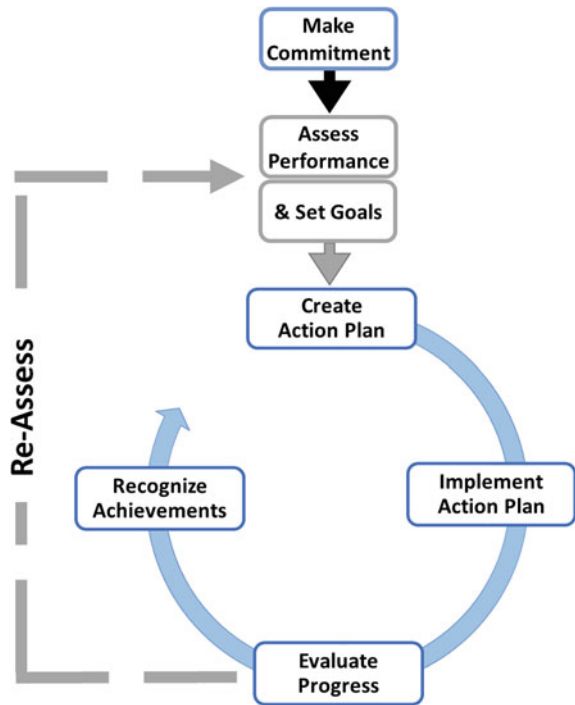 Make
Commitment
Assess
Performance
& Set Goals
Create
Action Plan
Re-Assess
Recognize
Achievements
Implement
Action Plan
Evaluate
Progress